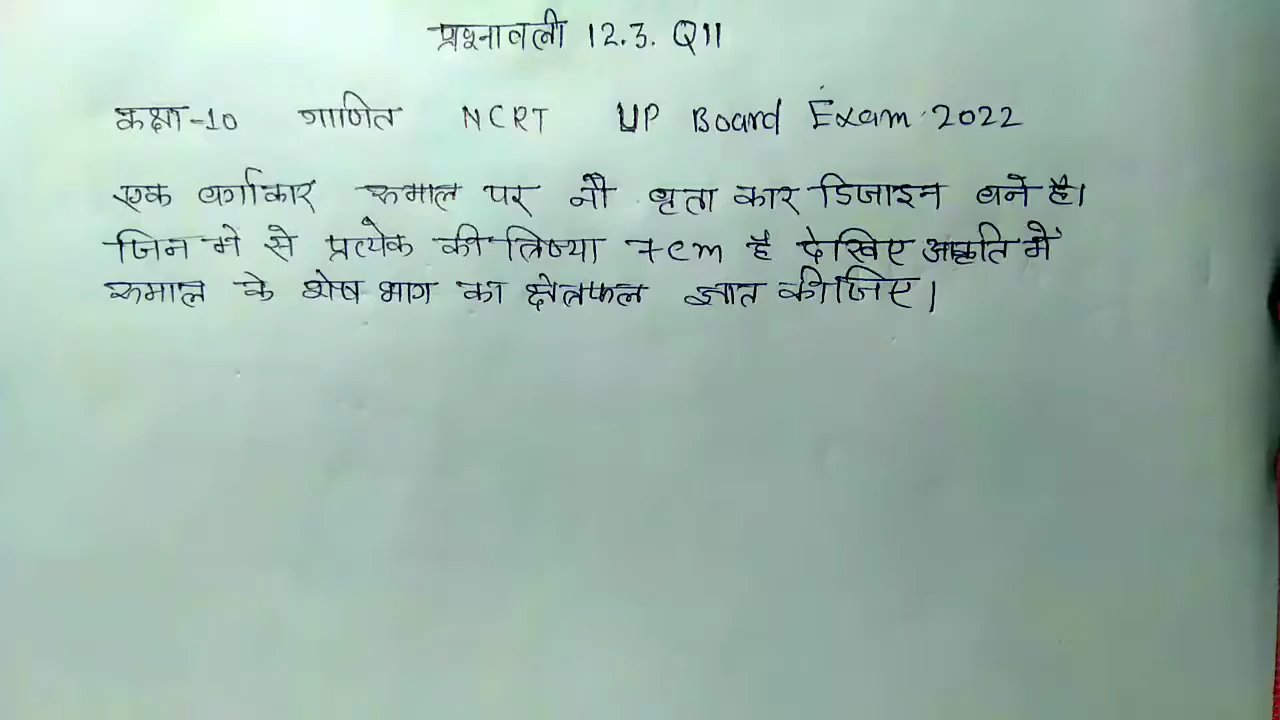 प्रश्नावली 12.3. Q11
कक्षा-10 गणित NCRT UP Board Exam 2022
एक वर्गाकार रुमाल पर नौ वृता कार डिजाइन बने है।
जिन मे से प्रत्येक की त्रिज्या 7cm है देखिए आकृति में
रुमाल के शेष भाग का क्षेत्रफल ज्ञात कीजिए।